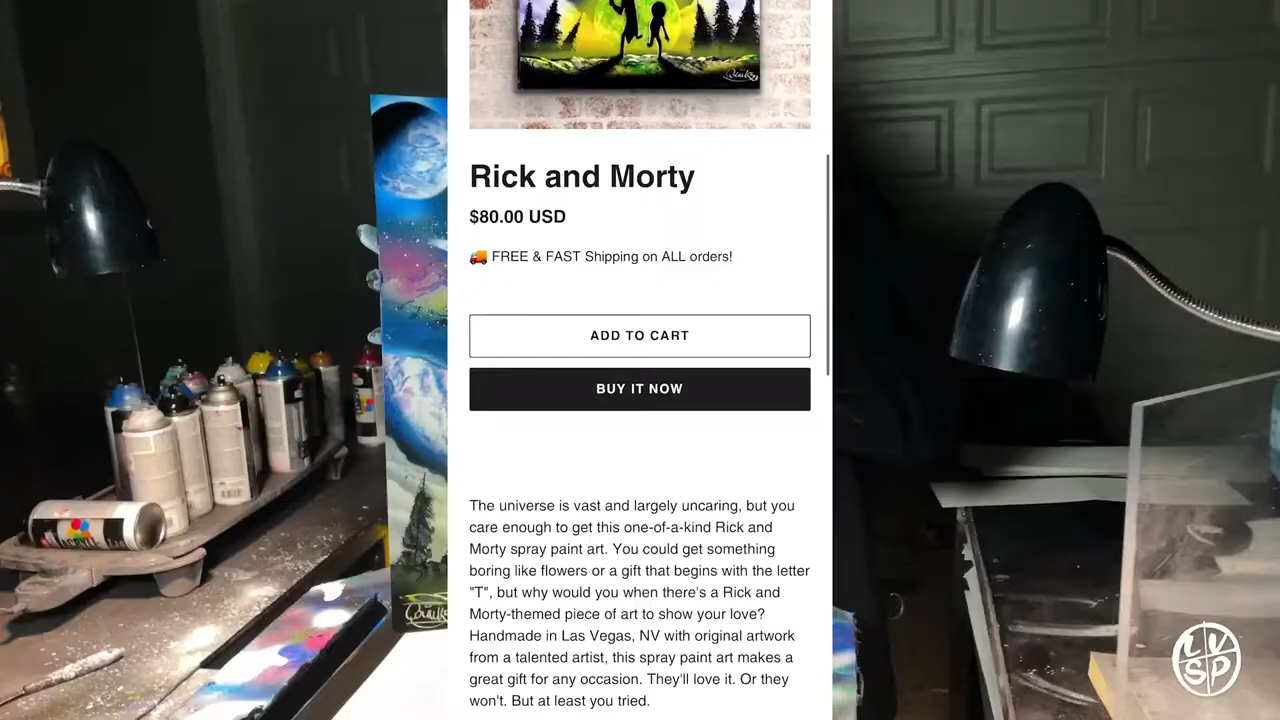 Rick and Morty
$80.00 USD
🚚 FREE & FAST Shipping on ALL orders!
ADD TO CART
BUY IT NOW
The universe is vast and largely uncaring, but you
care enough to get this one-of-a-kind Rick and
Morty spray paint art. You could get something
boring like flowers or a gift that begins with the letter
"T", but why would you when there's a Rick and
Morty-themed piece of art to show your love?
Handmade in Las Vegas, NV with original artwork
from a talented artist, this spray paint art makes a
great gift for any occasion. They'll love it. Or they
won't. But at least you tried.
LV
SP